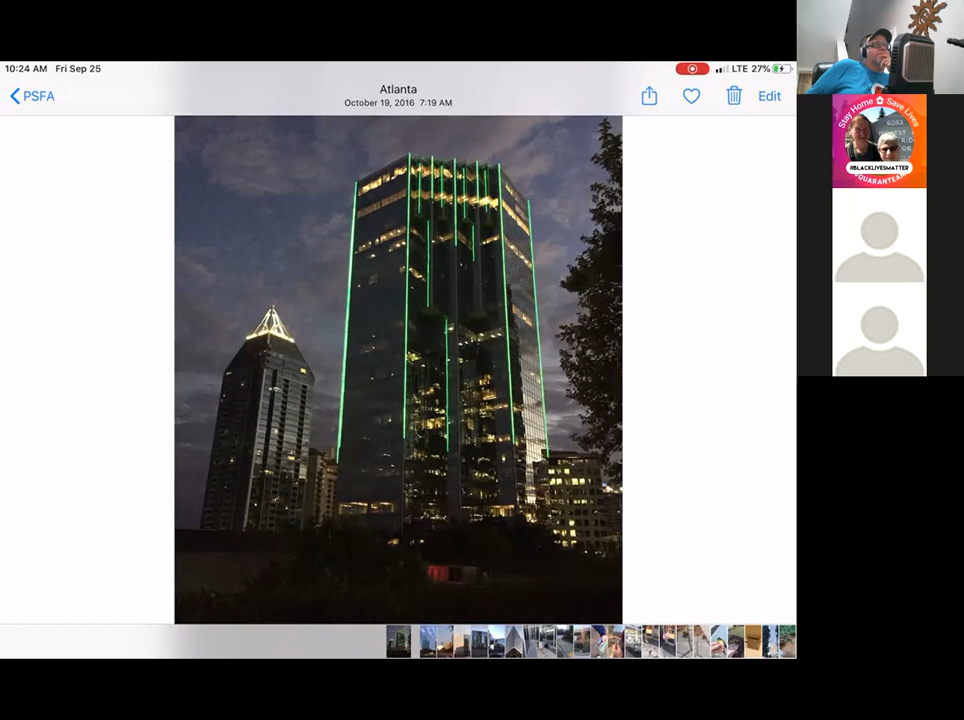 10:24 AM Fri Sep 25
LTE 27%
PSFA
Atlanta
October 19, 2016 7:19 AM
Edit
Stay Home Save Lives
GOSS
#BLACKLIVESMATTER